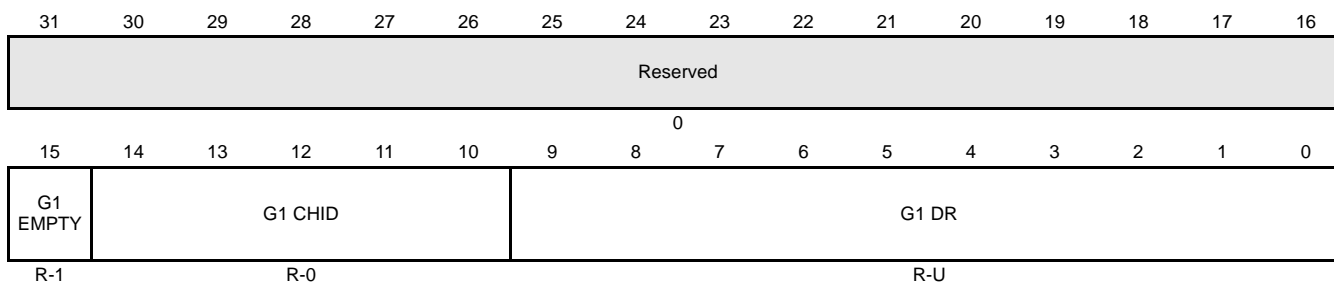 31 30 29 28 27 26 25 24 23 22 21 20 19 18 17 16
Reserved
0
15 14 13 12 11 10 9 8 7 6 5 4 3 2 1 0
G1
EMPTY
G1 CHID
G1 DR
R-1 R-0 R-U